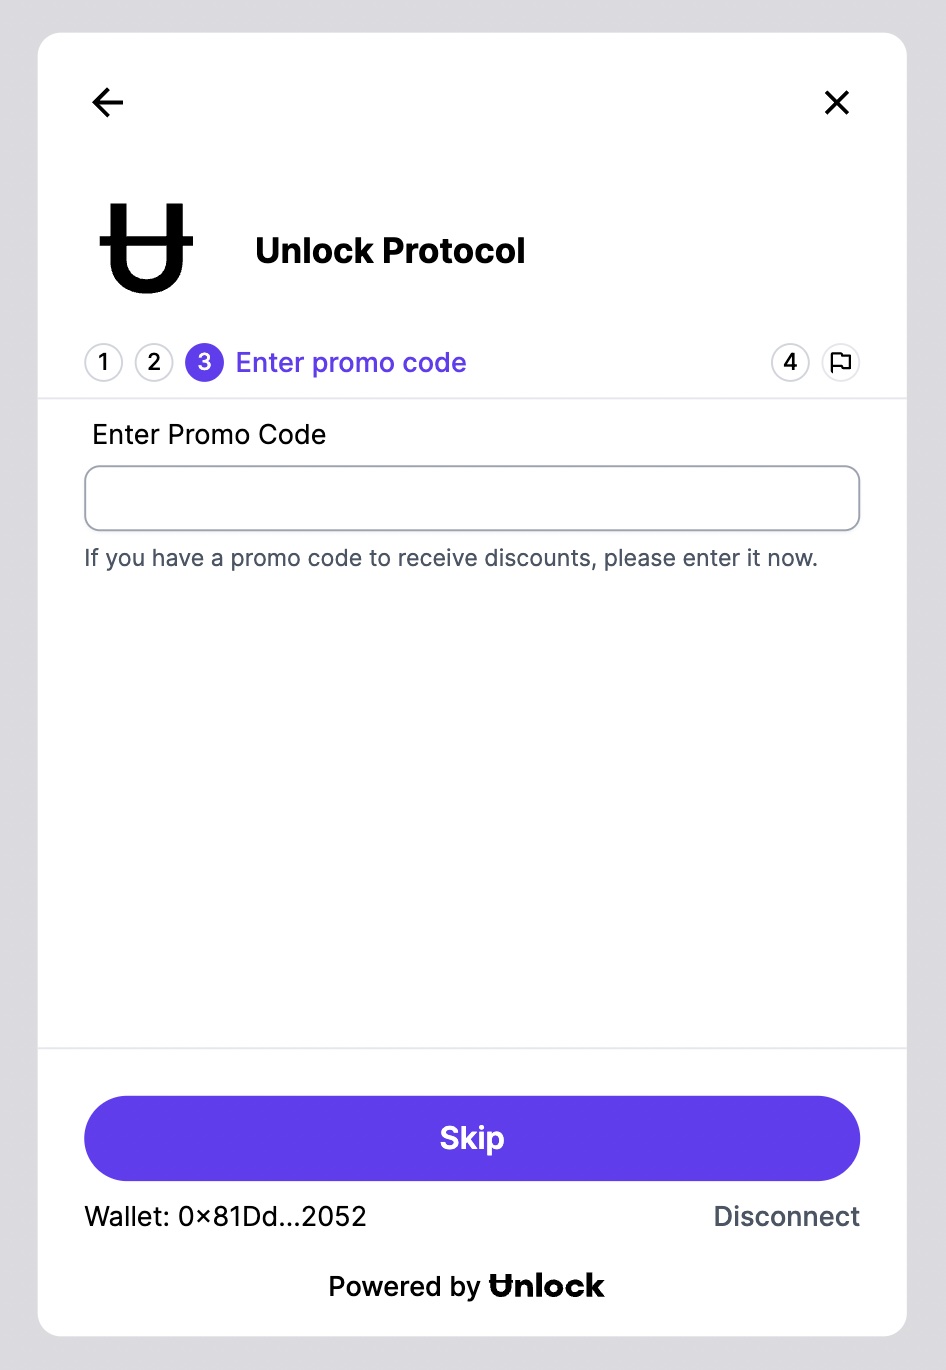 Unlock Protocol
1 2 3 Enter promo code 4
Enter Promo Code
If you have a promo code to receive discounts, please enter it now.
Skip
Wallet: 0x81Dd...2052 Disconnect
Powered by Unlock